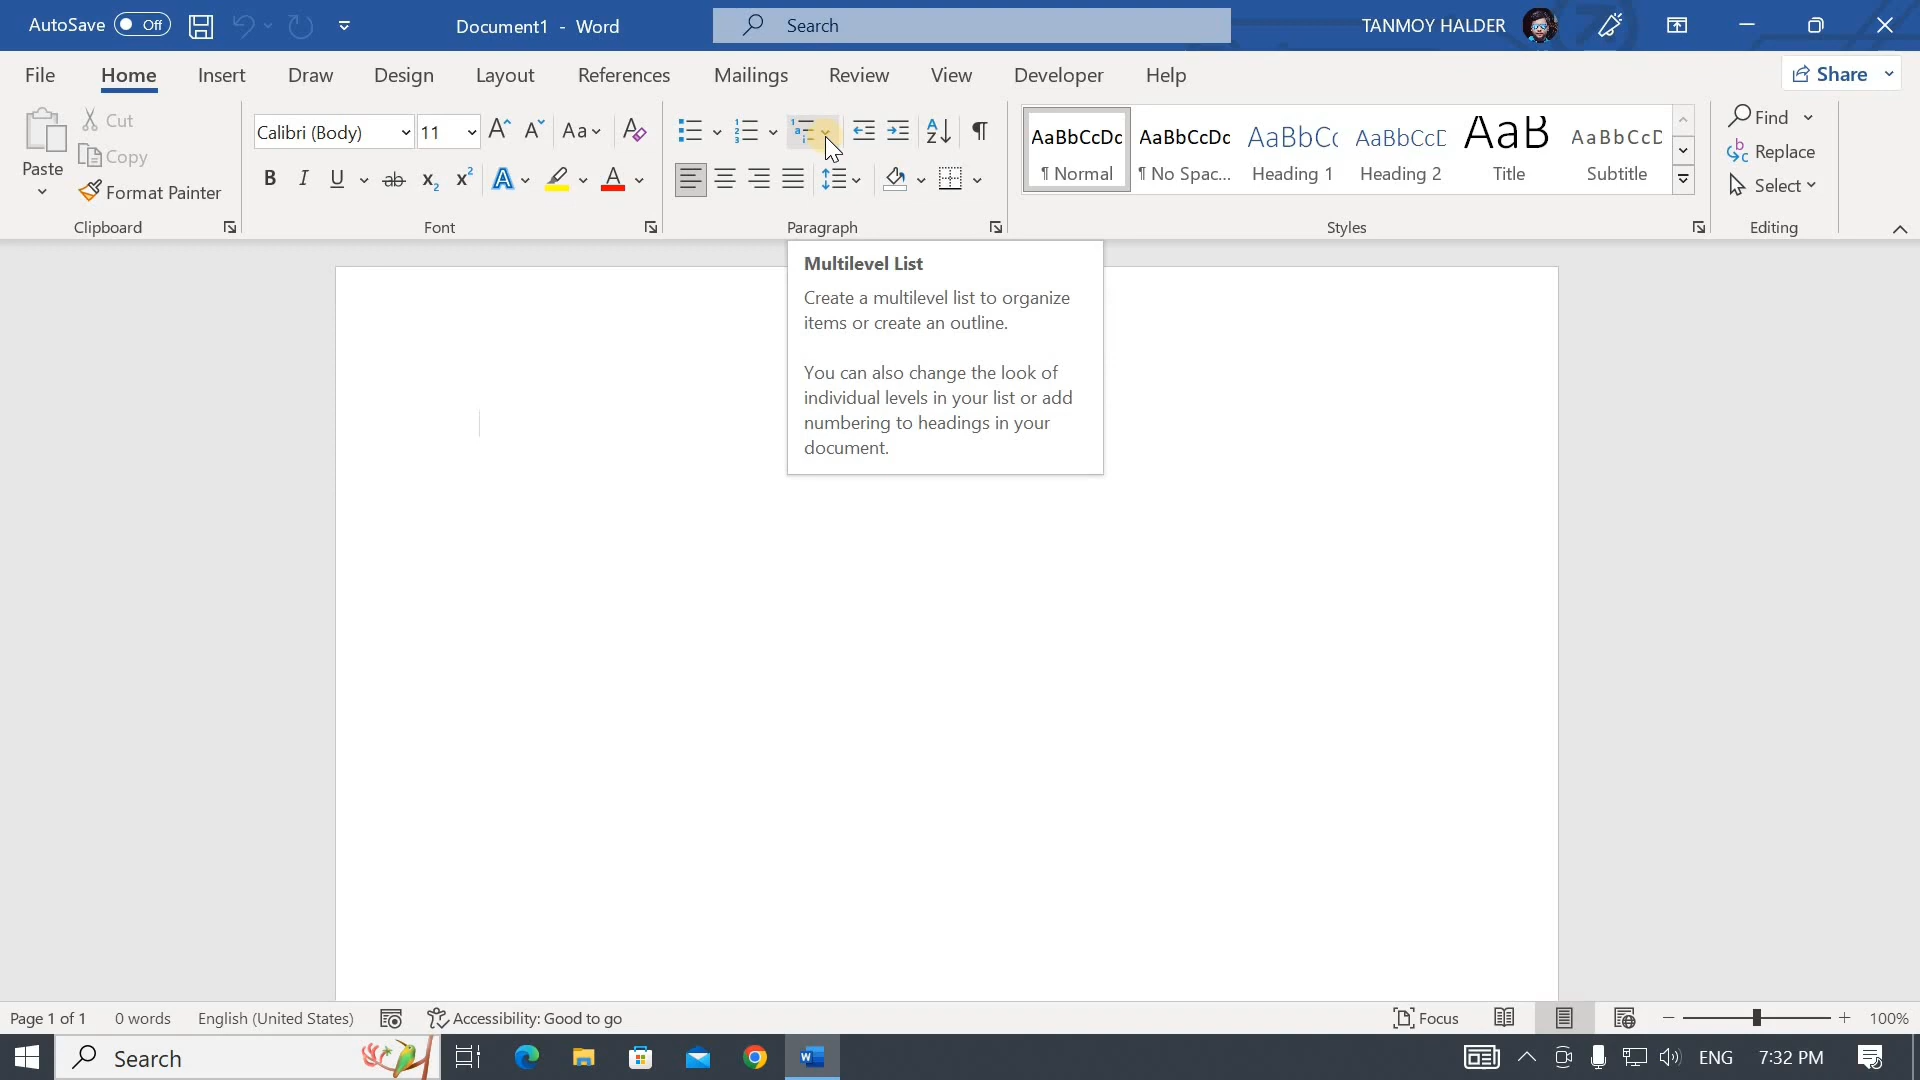 AutoSave Off Document1 - Word Search TANMOY HALDER
File Home Insert Draw Design Layout References Mailings Review View Developer Help Share
Paste Cut Copy Format Painter
Clipboard
Calibri (Body) 11
Font
Paragraph
AaBbCcDc AaBbCcDc AaBbCc AaBbCcD AaB AaBbCcD
¶ Normal ¶ No Spac... Heading 1 Heading 2 Title Subtitle
Styles
Find
Replace
Select
Editing
Multilevel List
Create a multilevel list to organize
items or create an outline.
You can also change the look of
individual levels in your list or add
numbering to headings in your
document.
Page 1 of 1 0 words English (United States) Accessibility: Good to go Focus 100%
Search ENG 7:32 PM